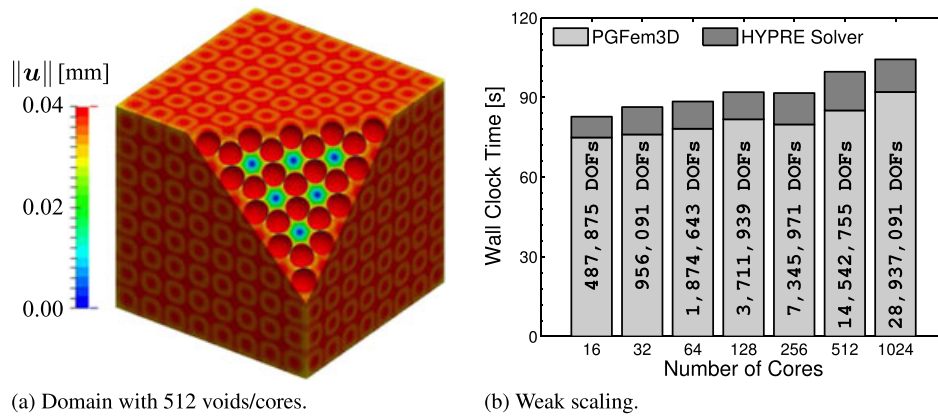 ‖u‖ [mm]
0.04
0.02
0.00
(a) Domain with 512 voids/cores.
120
90
60
30
0
Wall Clock Time [s]
PGFem3D
HYPRE Solver
487,875 DOFs
956,091 DOFs
1,874,643 DOFs
3,711,939 DOFs
7,345,971 DOFs
14,542,755 DOFs
28,937,091 DOFs
16 32 64 128 256 512 1024
Number of Cores
(b) Weak scaling.